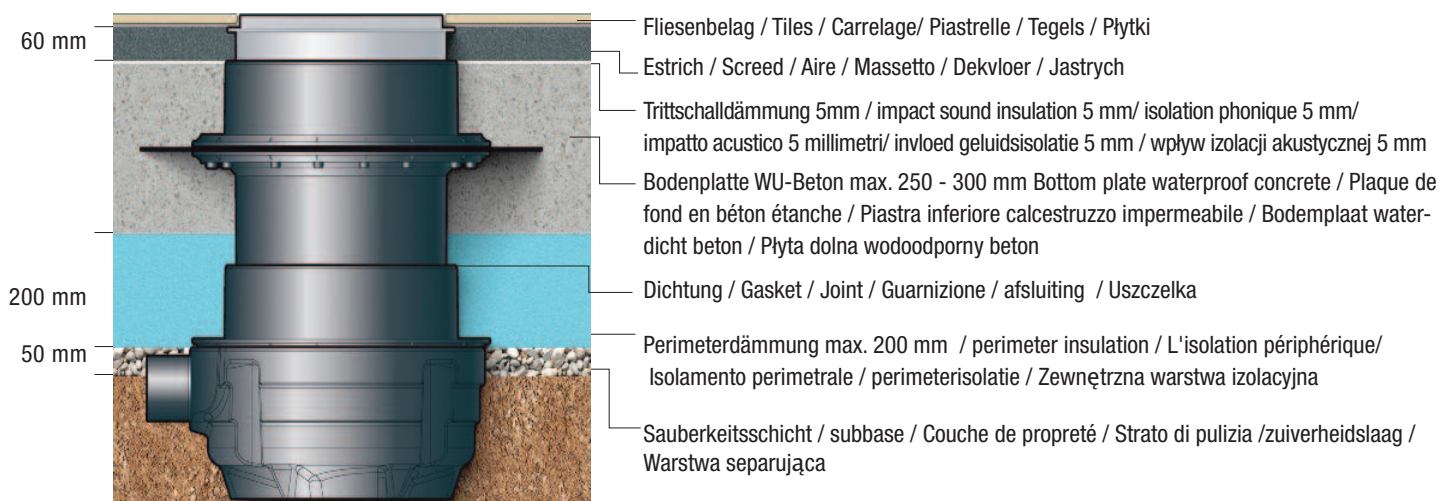 60 mm
200 mm
50 mm
Fliesenbelag / Tiles / Carrelage/ Piastrelle / Tegels / Płytki
Estrich / Screed / Aire / Massetto / Dekvloer / Jastrych
Trittschalldämmung 5mm / impact sound insulation 5 mm/ isolation phonique 5 mm/
impatto acustico 5 millimetri/ invloed geluidsisolatie 5 mm / wpływ izolacji akustycznej 5 mm
Bodenplatte WU-Beton max. 250 - 300 mm Bottom plate waterproof concrete / Plaque de
fond en béton étanche / Piastra inferiore calcestruzzo impermeabile / Bodemplaat water-
dicht beton / Płyta dolna wodoodporny beton
Dichtung / Gasket / Joint / Guarnizione / afsluiting / Uszczelka
Perimeterdämmung max. 200 mm / perimeter insulation / L'isolation périphérique/
Isolamento perimetrale / perimeterisolatie / Zewnętrzna warstwa izolacyjna
Sauberkeitsschicht / subbase / Couche de propreté / Strato di pulizia /zuiverheidslaag /
Warstwa separująca